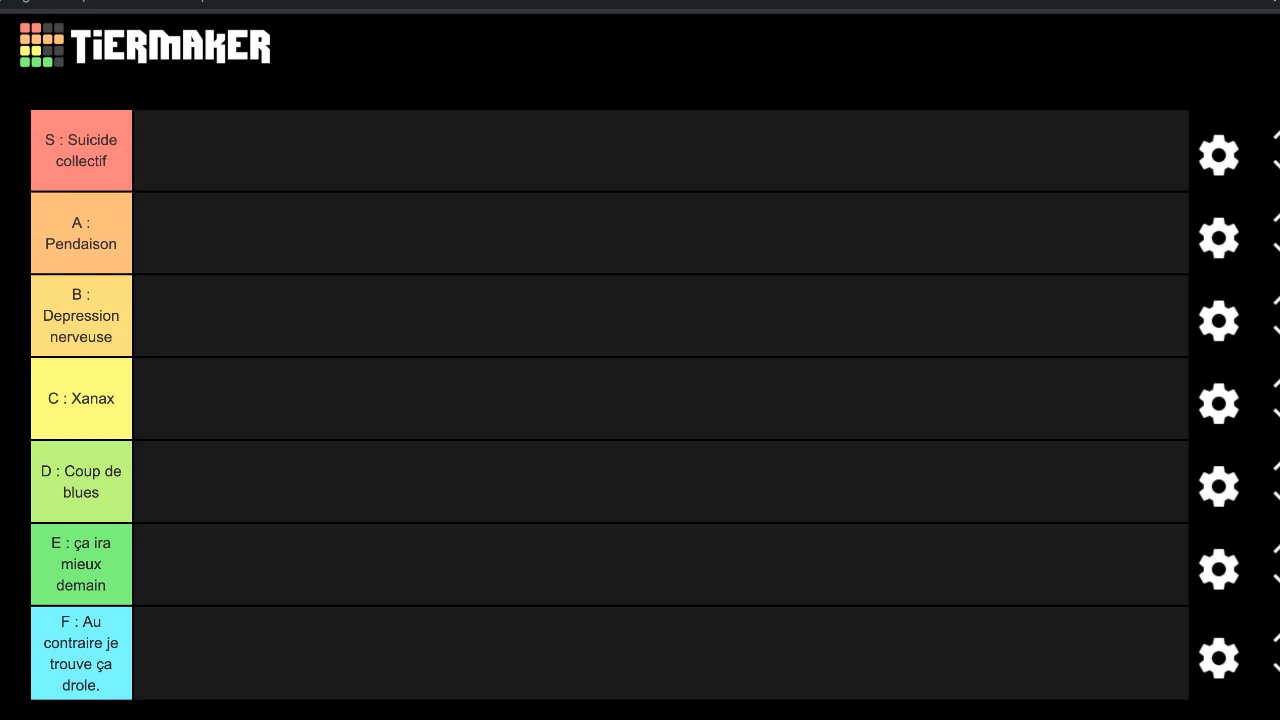 TiERMAKER
S : Suicide
collectif
A :
Pendaison
B :
Depression
nerveuse
C : Xanax
D : Coup de
blues
E : ça ira
mieux
demain
F : Au
contraire je
trouve ça
drole.